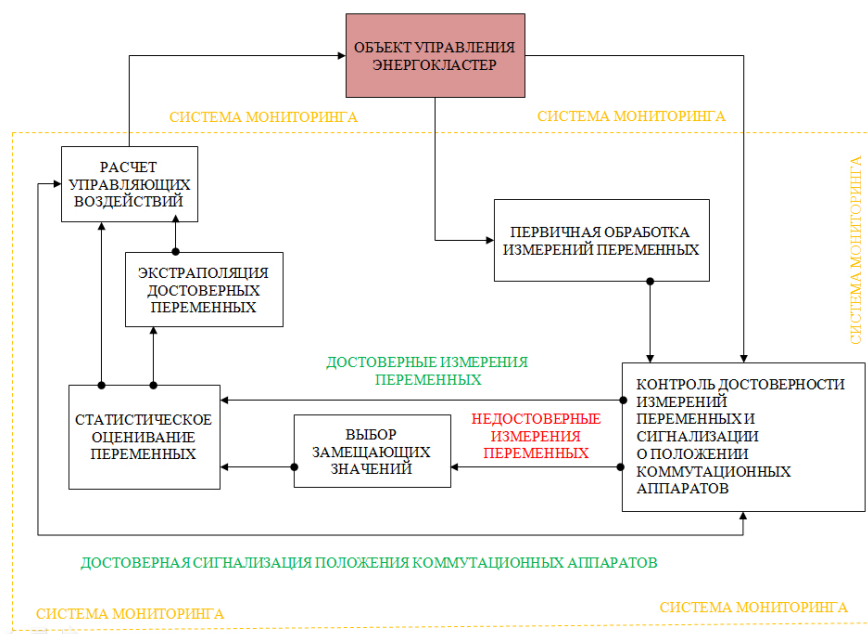 ОБЪЕКТ УПРАВЛЕНИЯ
ЭНЕРГОКЛАСТЕР
СИСТЕМА МОНИТОРИНГА
СИСТЕМА МОНИТОРИНГА
РАСЧЕТ
УПРАВЛЯЮЩИХ
ВОЗДЕЙСТВИЙ
СИСТЕМА МОНИТОРИНГА
ПЕРВИЧНАЯ ОБРАБОТКА
ИЗМЕРЕНИЙ ПЕРЕМЕННЫХ
ЭКСТРАПОЛЯЦИЯ
ДОСТОВЕРНЫХ
ПЕРЕМЕННЫХ
ДОСТОВЕРНЫЕ ИЗМЕРЕНИЯ
ПЕРЕМЕННЫХ
КОНТРОЛЬ ДОСТОВЕРНОСТИ
ИЗМЕРЕНИЙ
ПЕРЕМЕННЫХ И
СИГНАЛИЗАЦИИ
О ПОЛОЖЕНИИ
КОММУТАЦИОННЫХ
АППАРАТОВ
СТАТИСТИЧЕСКОЕ
ОЦЕНИВАНИЕ
ПЕРЕМЕННЫХ
ВЫБОР
ЗАМЕЩАЮЩИХ
ЗНАЧЕНИЙ
НЕДОСТОВЕРНЫЕ
ИЗМЕРЕНИЯ
ПЕРЕМЕННЫХ
ДОСТОВЕРНАЯ СИГНАЛИЗАЦИЯ ПОЛОЖЕНИЯ КОММУТАЦИОННЫХ АППАРАТОВ
СИСТЕМА МОНИТОРИНГА
СИСТЕМА МОНИТОРИНГА